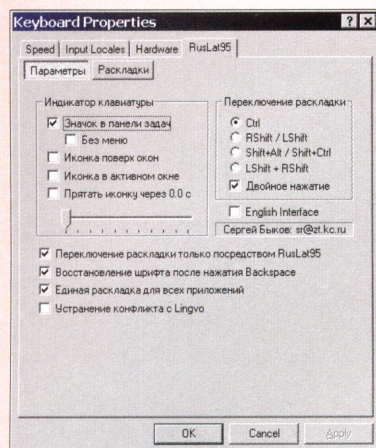 Keyboard Properties
Speed
Input Locales
Hardware
RusLat95
Параметры
Раскладки
Индикатор клавиатуры
Значок в панели задач
Без меню
Иконка поверх окон
Иконка в активном окне
Прятать иконку через 0.0 с
Переключение раскладки
Ctrl
RShift / LShift
Shift+Alt / Shift+Ctrl
LShift + RShift
Двойное нажатие
English Interface
Сергей Быков: sr@zt.kc.ru
Переключение раскладки только посредством RusLat95
Восстановление шрифта после нажатия Backspace
Единая раскладка для всех приложений
Устранение конфликта с Lingvo
OK
Cancel
Apply